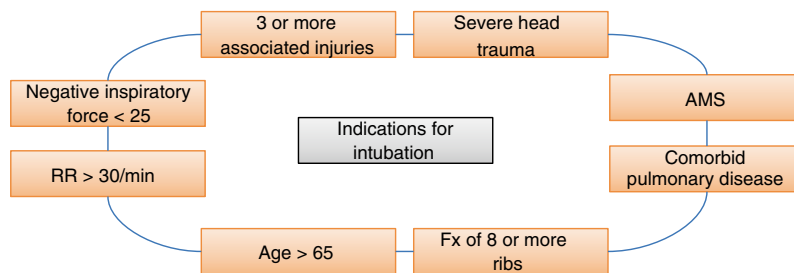 3 or more
associated injuries
Severe head
trauma
Negative inspiratory
force < 25
AMS
Indications for
intubation
RR > 30/min
Comorbid
pulmonary disease
Age > 65
Fx of 8 or more
ribs